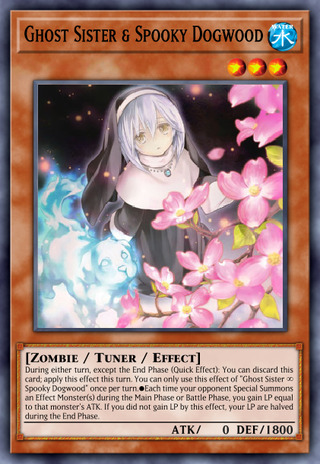 Ghost Sister & Spooky Dogwood
WATER
水
[Zombie / Tuner / Effect]
During either turn, except the End Phase (Quick Effect): You can discard this
card; apply this effect this turn. You can only use this effect of "Ghost Sister ∞
Spooky Dogwood" once per turn.●Each time your opponent Special Summons
an Effect Monster(s) during the Main Phase or Battle Phase, you gain LP equal
to that monster's ATK. If you did not gain LP by this effect, your LP are halved
during the End Phase.
ATK/ 0 DEF/1800